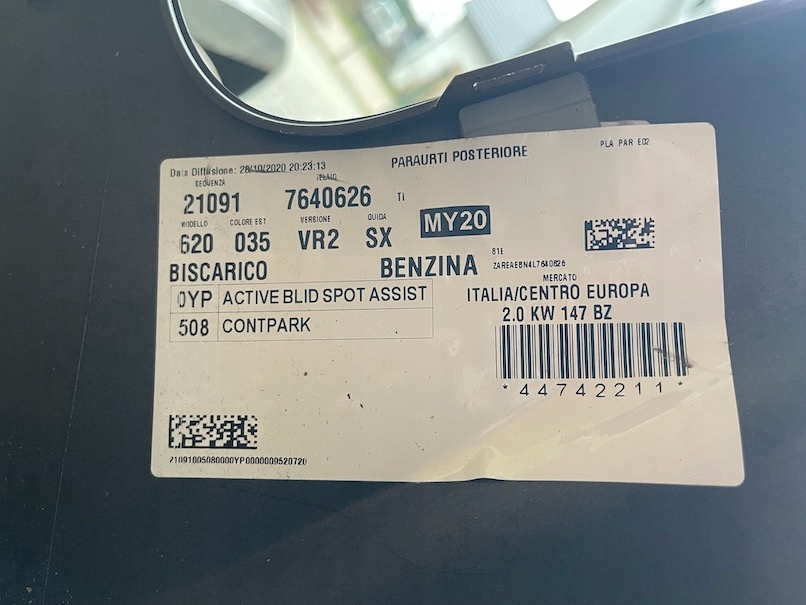 PARAURTI POSTERIORE
PLA PAR E02
Data Diffusione: 28/10/2020 20:23:13
SEQUENZA TELAIO
21091 7640626 TI
MODELLO COLORE EST VERSIONE GUIDA
620 035 VR2 SX MY20
BISCARICO BENZINA
81E
ZAREAEBN4L7640626
MERCATO
ITALIA/CENTRO EUROPA
0YP ACTIVE BLID SPOT ASSIST
2.0 KW 147 BZ
508 CONTPARK
*44742211*
21091005080000YP0000009520720